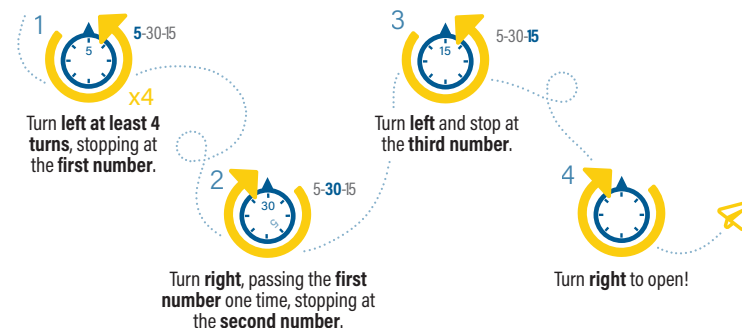 1
5
5-30-15
x4
Turn left at least 4
turns, stopping at
the first number.
2
30
5
5-30-15
Turn right, passing the first
number one time, stopping at
the second number.
3
15
5-30-15
Turn left and stop at
the third number.
4
Turn right to open!